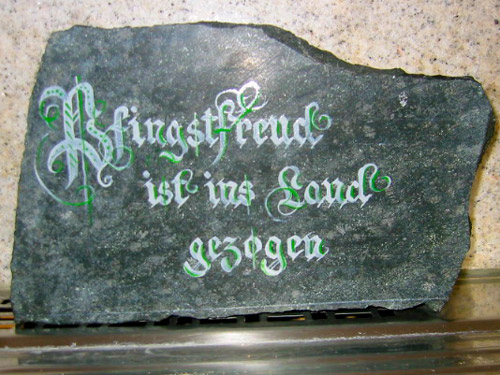 Pfingstfreud
ist ins Land
gezogen